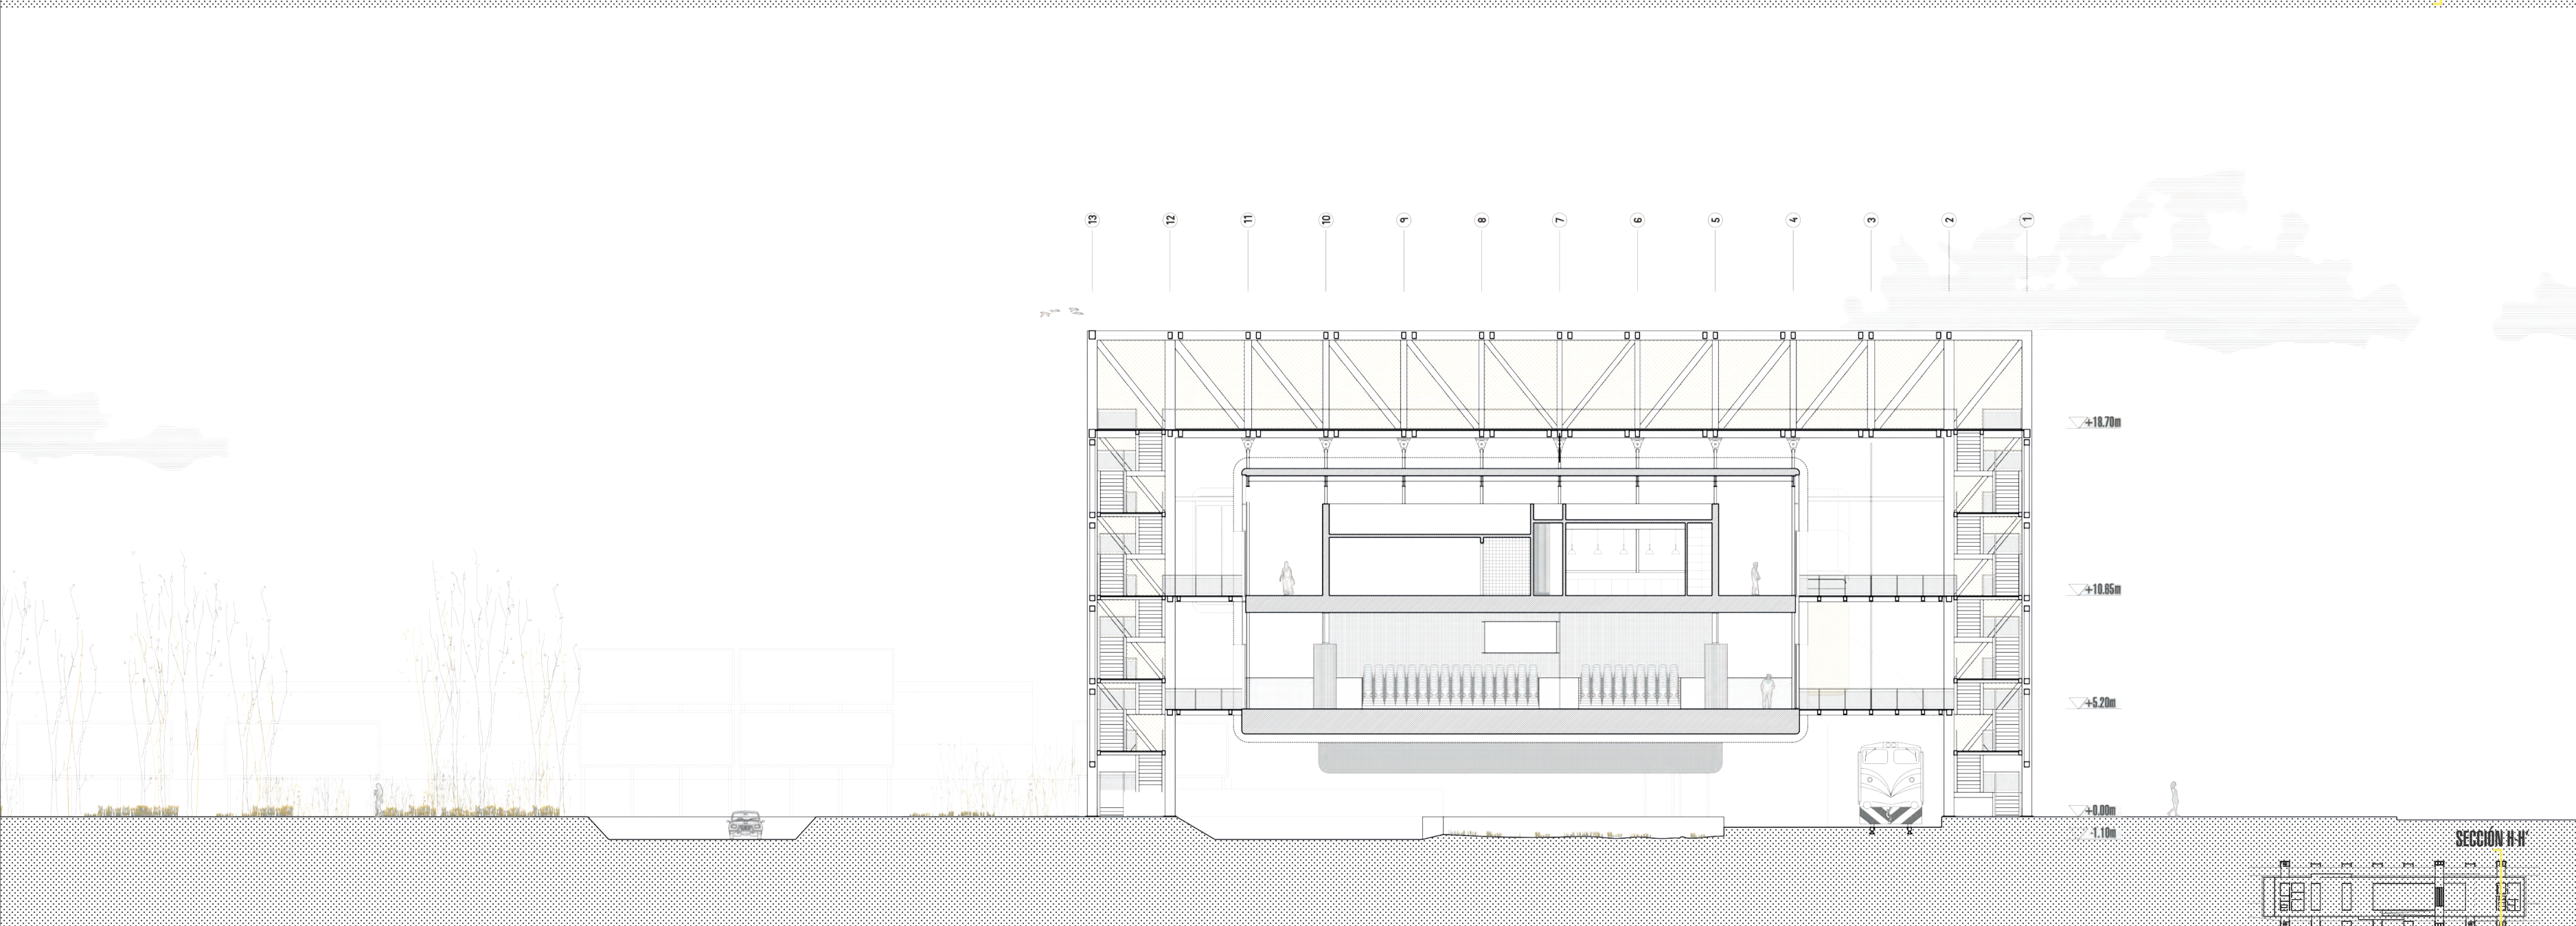 13 12 11 10 9 8 7 6 5 4 3 2 1
+18.70m
+10.65m
+5.20m
+0.00m
-1.10m
SECCIÓN H-H'